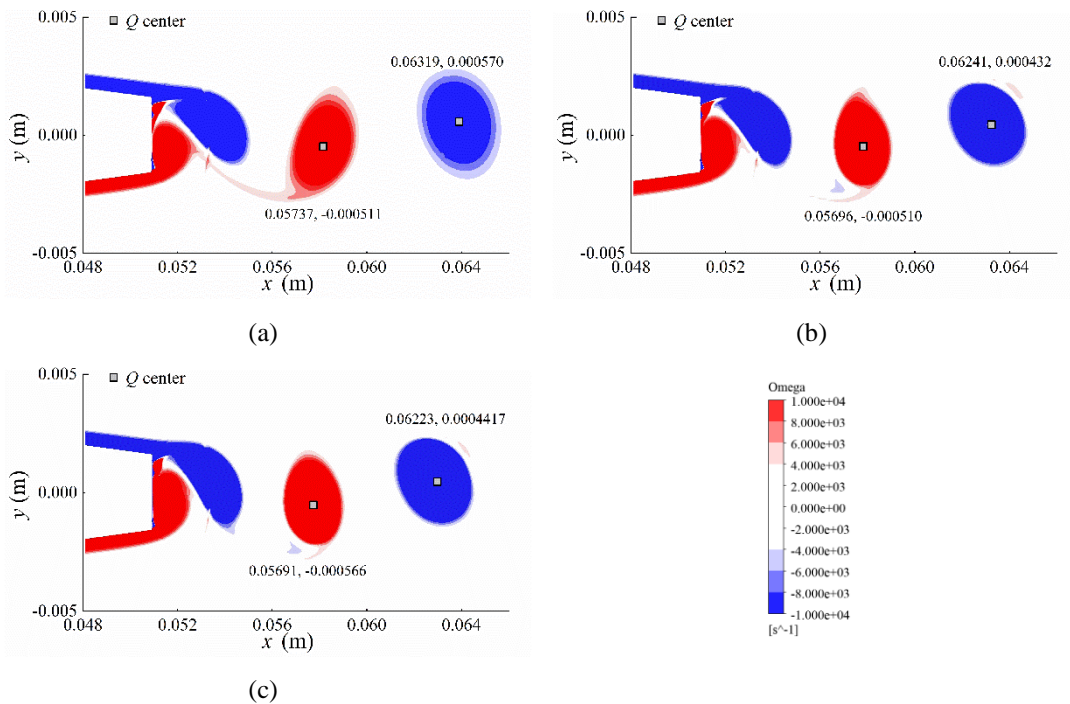 0.005
Q center
0.06319, 0.000570
y (m)
0.000
0.05737, -0.000511
-0.005
0.048 0.052 0.056 0.060 0.064
x (m)
(a)
0.005
Q center
0.06241, 0.000432
y (m)
0.000
0.05696, -0.000510
-0.005
0.048 0.052 0.056 0.060 0.064
x (m)
(b)
0.005
Q center
0.06223, 0.0004417
y (m)
0.000
0.05691, -0.000566
-0.005
0.048 0.052 0.056 0.060 0.064
x (m)
(c)
Omega
1.000e+04
8.000e+03
6.000e+03
4.000e+03
2.000e+03
0.000e+00
-2.000e+03
-4.000e+03
-6.000e+03
-8.000e+03
-1.000e+04
[s^-1]